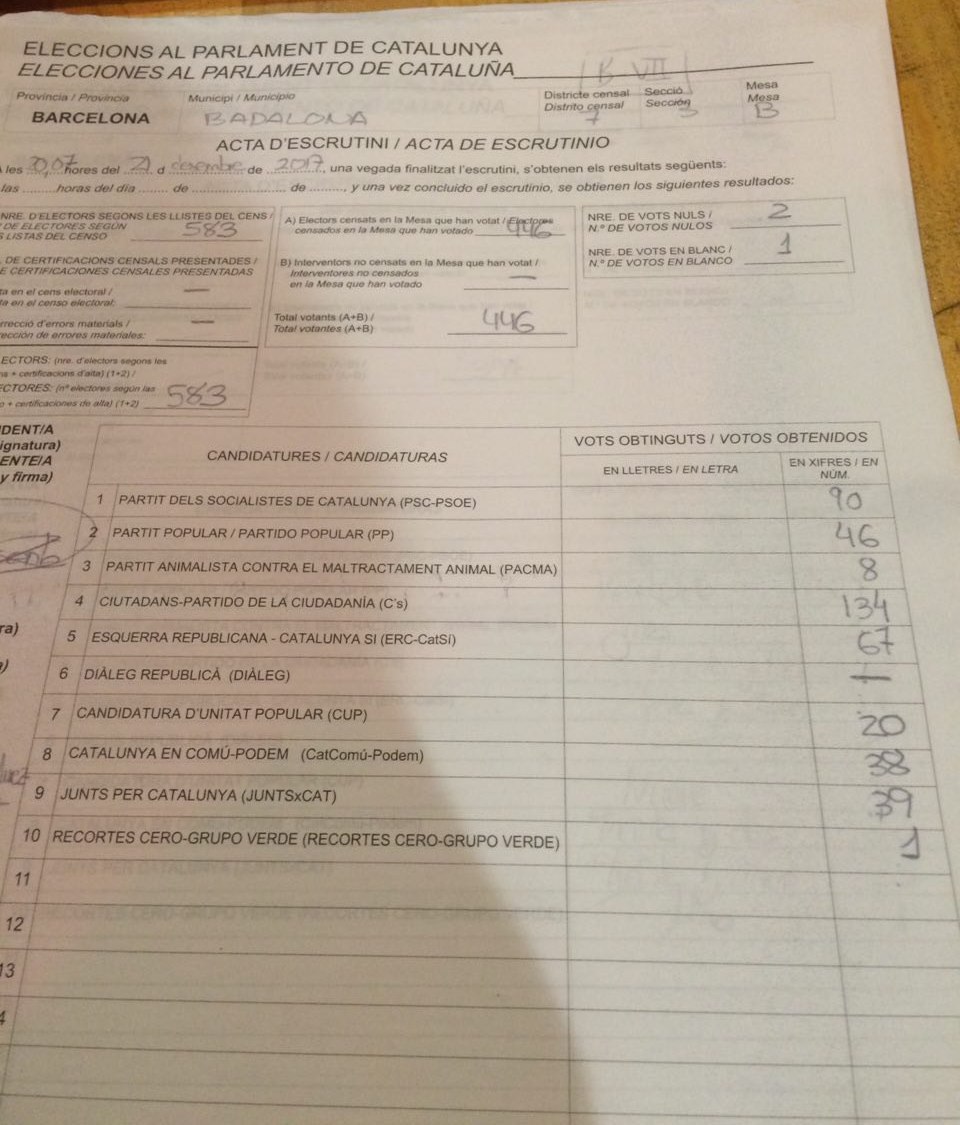 ELECCIONS AL PARLAMENT DE CATALUNYA
ELECCIONES AL PARLAMENTO DE CATALUÑA
B-VII
Província / Provincia
BARCELONA
Municipi / Municipio
BADALONA
Districte censal
Distrito censal
7
Secció
Sección
3
Mesa
Mesa
B
ACTA D'ESCRUTINI / ACTA DE ESCRUTINIO
les 20,07 hores del 21 d desembre de 2017, una vegada finalitzat l'escrutini, s'obtenen els resultats següents:
las ........ horas del día ........ de ........ de ........, y una vez concluido el escrutinio, se obtienen los siguientes resultados:
NRE. D'ELECTORS SEGONS LES LLISTES DEL CENS /
DE ELECTORES SEGÚN
LISTAS DEL CENSO
583
DE CERTIFICACIONS CENSALS PRESENTADES /
DE CERTIFICACIONES CENSALES PRESENTADAS
ta en el cens electoral / —
ta en el censo electoral:
rrecció d'errors materials / —
rección de errores materiales:
ECTORS: (nre. d'electors segons les
ns + certificacions d'alta) (1+2) /
ECTORES: (nº electores según las
o + certificaciones de alta) (1+2) 583
A) Electors censats en la Mesa que han votat / Electores
censados en la Mesa que han votado 446
B) Interventors no censats en la Mesa que han votat /
Interventores no censados
en la Mesa que han votado —
Total votants (A+B) /
Total votantes (A+B) 446
NRE. DE VOTS NULS /
N.º DE VOTOS NULOS 2
NRE. DE VOTS EN BLANC /
N.º DE VOTOS EN BLANCO 1
IDENT/A
ignatura)
ENTE/A
y firma)
ra)
CANDIDATURES / CANDIDATURAS
VOTS OBTINGUTS / VOTOS OBTENIDOS
EN LLETRES / EN LETRA
EN XIFRES / EN
NÚM.
1 PARTIT DELS SOCIALISTES DE CATALUNYA (PSC-PSOE) 90
2 PARTIT POPULAR / PARTIDO POPULAR (PP) 46
3 PARTIT ANIMALISTA CONTRA EL MALTRACTAMENT ANIMAL (PACMA) 8
4 CIUTADANS-PARTIDO DE LA CIUDADANÍA (C's) 134
5 ESQUERRA REPUBLICANA - CATALUNYA SI (ERC-CatSí) 67
6 DIÀLEG REPUBLICÀ (DIÀLEG)
7 CANDIDATURA D'UNITAT POPULAR (CUP) 20
8 CATALUNYA EN COMÚ-PODEM (CatComú-Podem) 38
9 JUNTS PER CATALUNYA (JUNTSxCAT) 39
10 RECORTES CERO-GRUPO VERDE (RECORTES CERO-GRUPO VERDE) 1
11
12
13
4